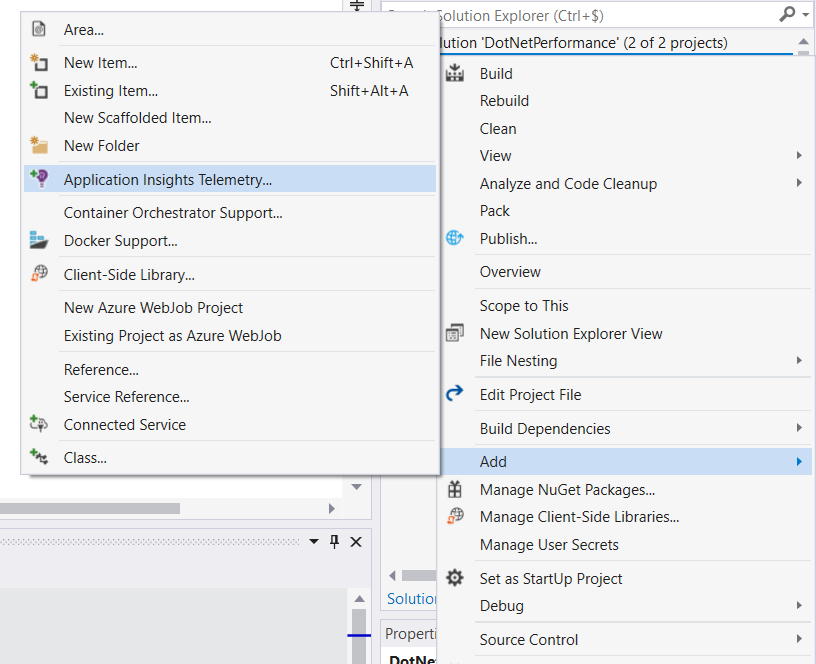 Area...
New Item... Ctrl+Shift+A
Existing Item... Shift+Alt+A
New Scaffolded Item...
New Folder
Application Insights Telemetry...
Container Orchestrator Support...
Docker Support...
Client-Side Library...
New Azure WebJob Project
Existing Project as Azure WebJob
Reference...
Service Reference...
Connected Service
Class...
Solution Explorer (Ctrl+$)
lution 'DotNetPerformance' (2 of 2 projects)
Build
Rebuild
Clean
View
Analyze and Code Cleanup
Pack
Publish...
Overview
Scope to This
New Solution Explorer View
File Nesting
Edit Project File
Build Dependencies
Add
Manage NuGet Packages...
Manage Client-Side Libraries...
Manage User Secrets
Set as StartUp Project
Debug
Source Control
Solution
Properti
DotNe